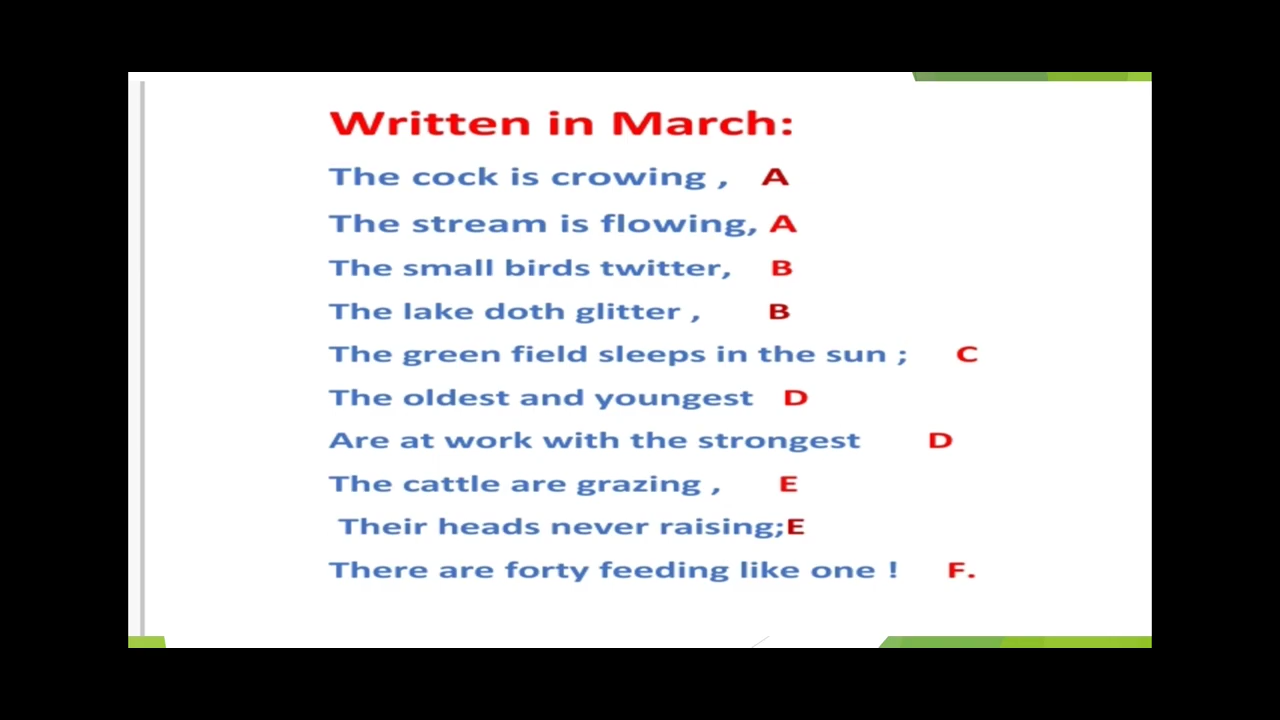 Written in March:
The cock is crowing , A
The stream is flowing, A
The small birds twitter, B
The lake doth glitter , B
The green field sleeps in the sun ; C
The oldest and youngest D
Are at work with the strongest D
The cattle are grazing , E
Their heads never raising; E
There are forty feeding like one ! F.